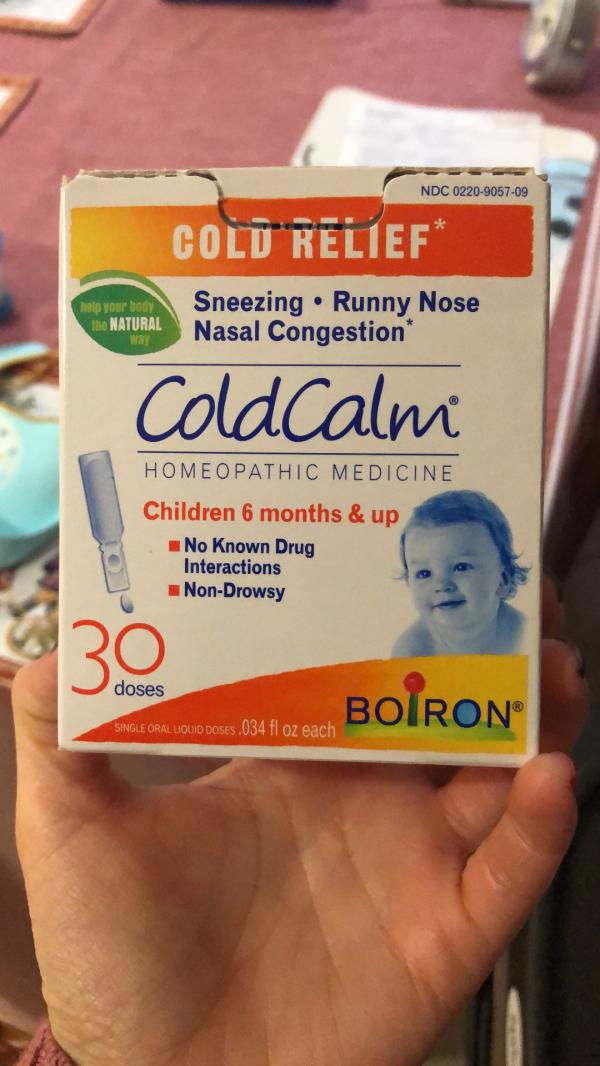 NDC 0220-9057-09
COLD RELIEF*
help your body
the NATURAL
way
Sneezing • Runny Nose
Nasal Congestion*
ColdCalm®
HOMEOPATHIC MEDICINE
Children 6 months & up
No Known Drug
Interactions
Non-Drowsy
30
doses
SINGLE ORAL LIQUID DOSES .034 fl oz each
BOIRON®